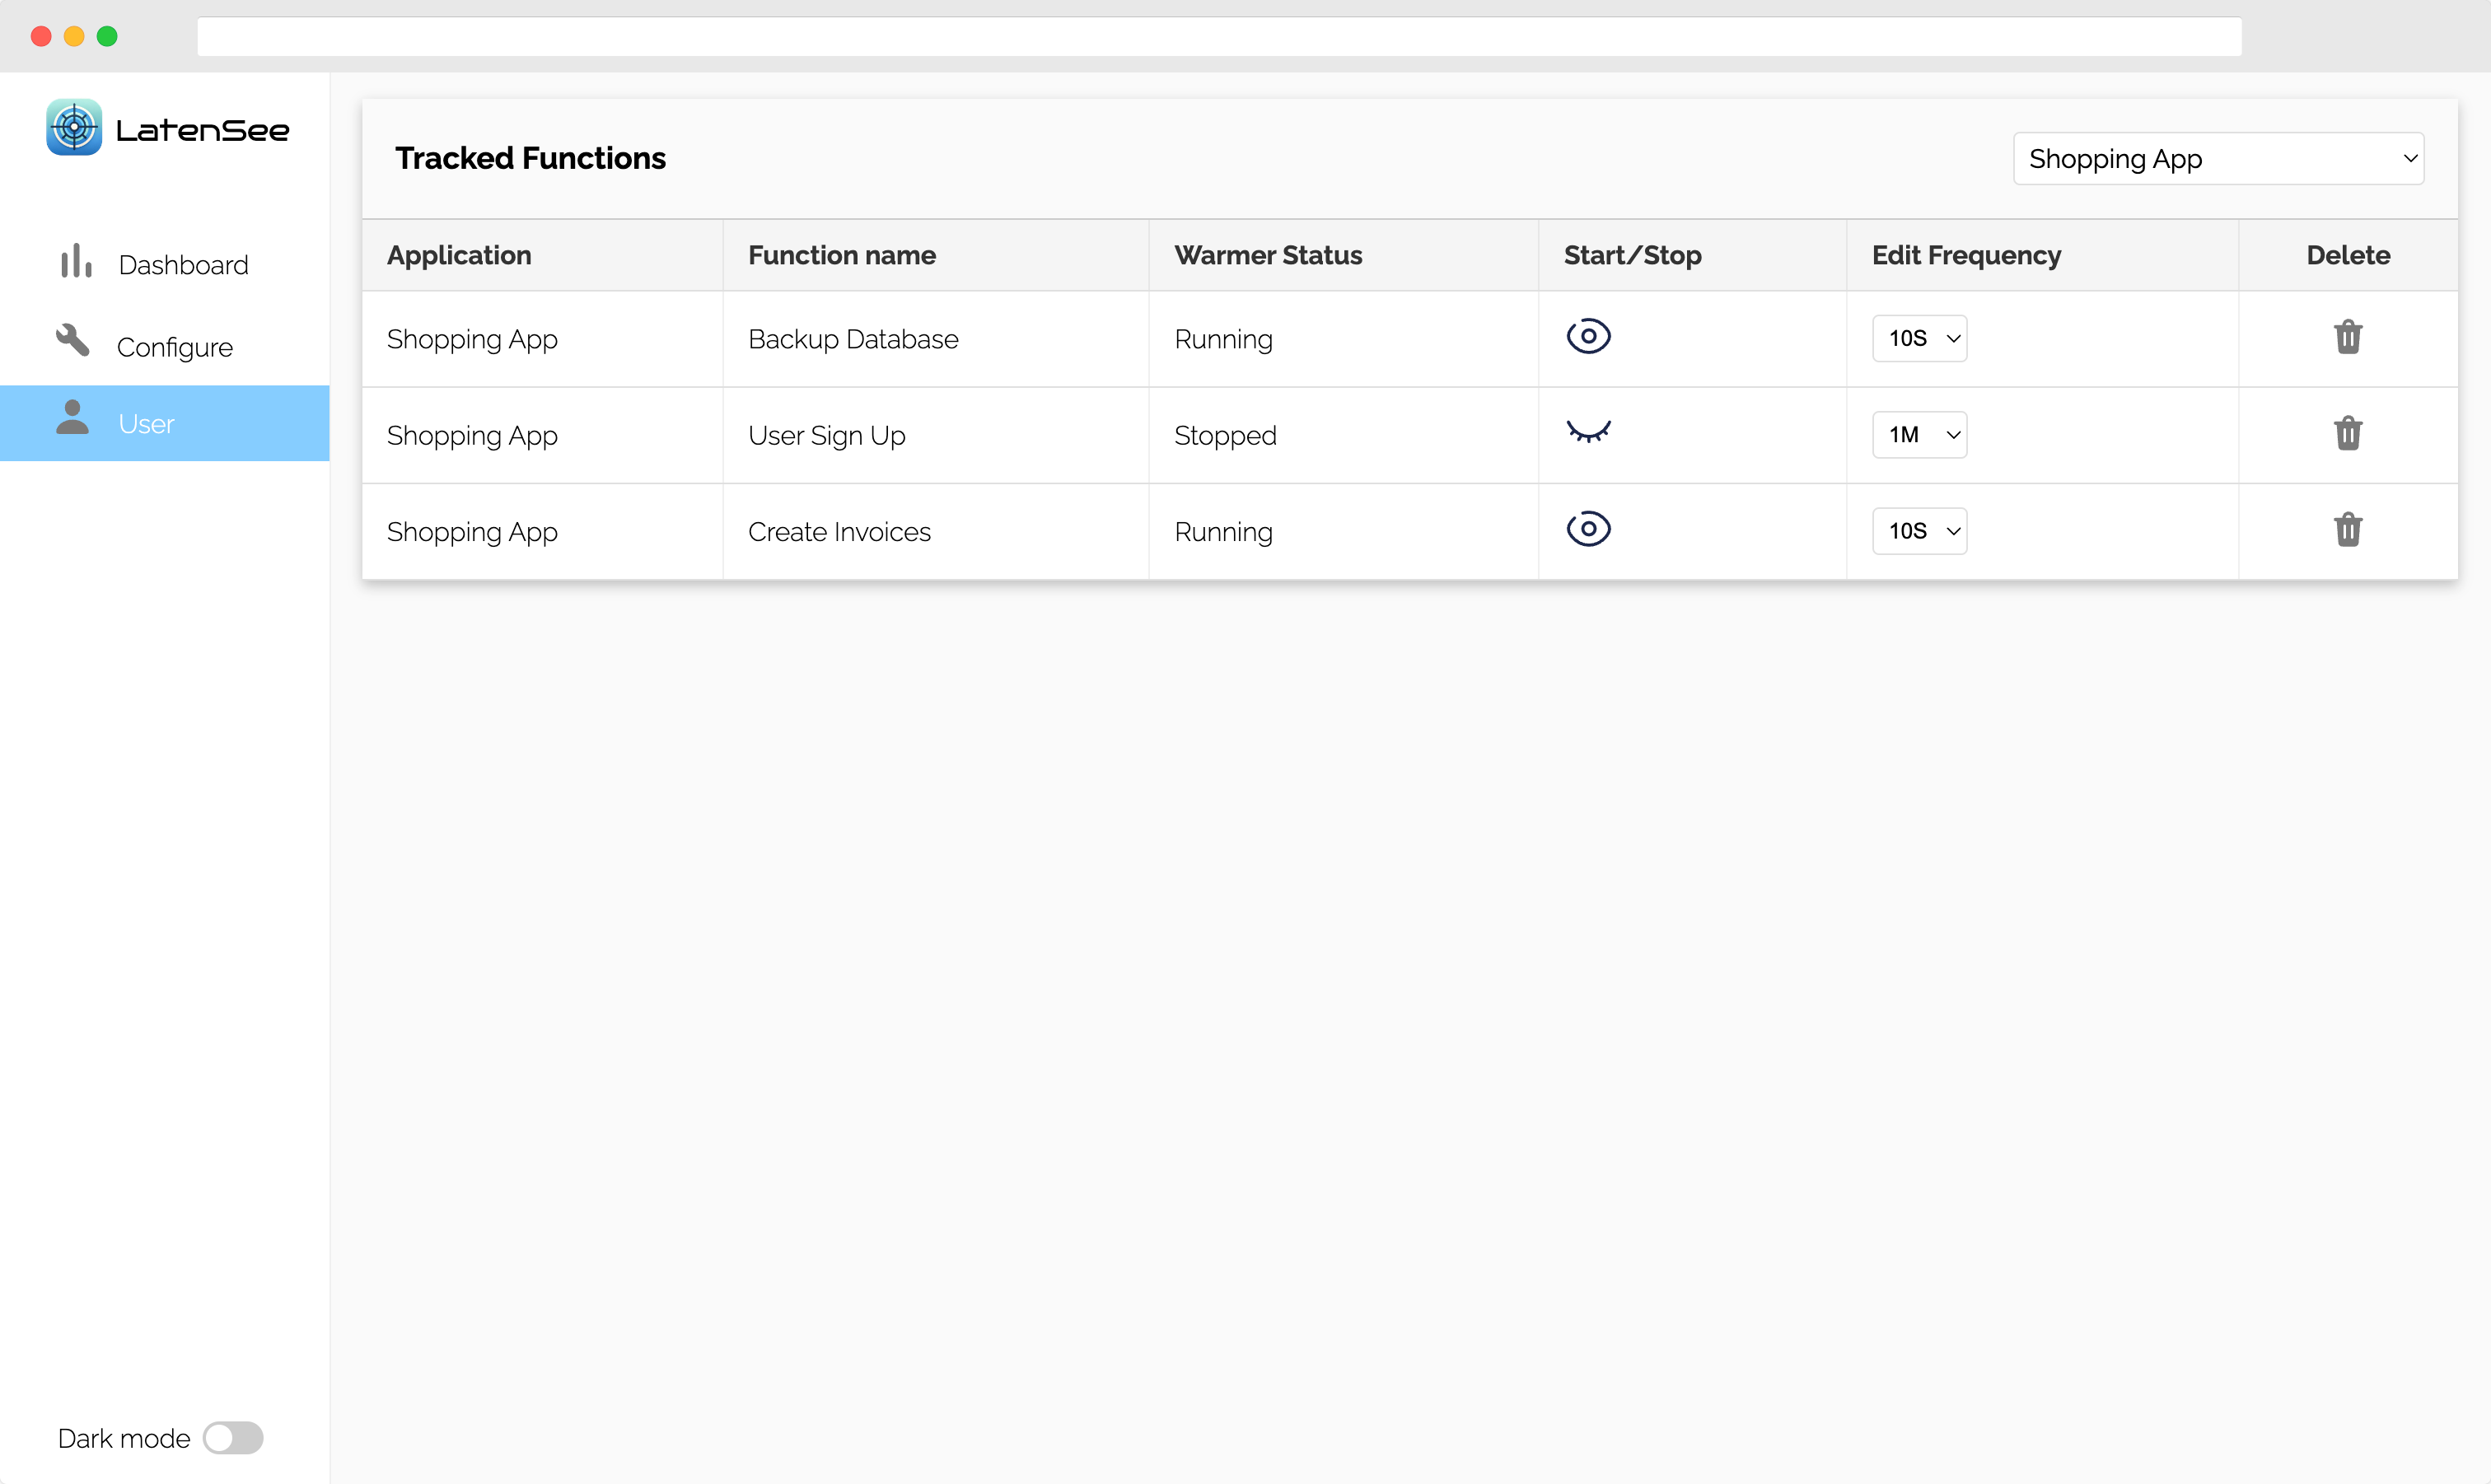 LatenSee
Dashboard
Configure
User
Dark mode
Tracked Functions
Shopping App
Application Function name Warmer Status Start/Stop Edit Frequency Delete
Shopping App Backup Database Running 10S
Shopping App User Sign Up Stopped 1M
Shopping App Create Invoices Running 10S